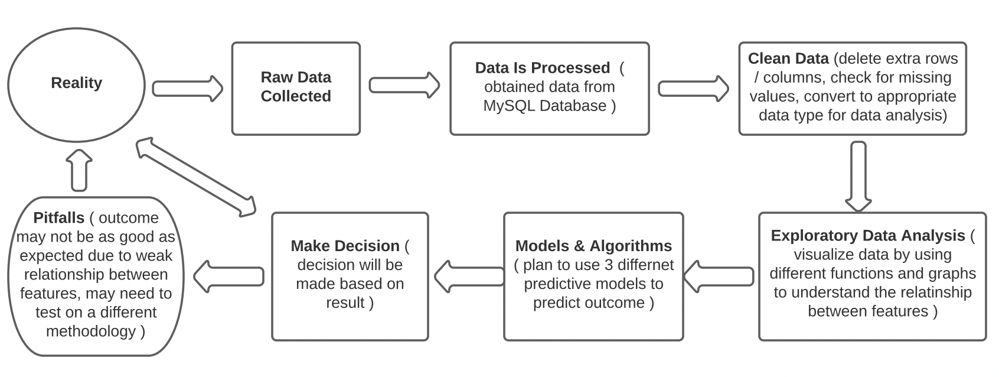 Reality
Raw Data
Collected
Data Is Processed (
obtained data from
MySQL Database )
Clean Data (delete extra rows
/ columns, check for missing
values, convert to appropriate
data type for data analysis)
Pitfalls ( outcome
may not be as good as
expected due to weak
relationship between
features, may need to
test on a different
methodology )
Make Decision (
decision will be
made based on
result )
Models & Algorithms
( plan to use 3 differnet
predictive models to
predict outcome )
Exploratory Data Analysis (
visualize data by using
different functions and graphs
to understand the relatinship
between features )